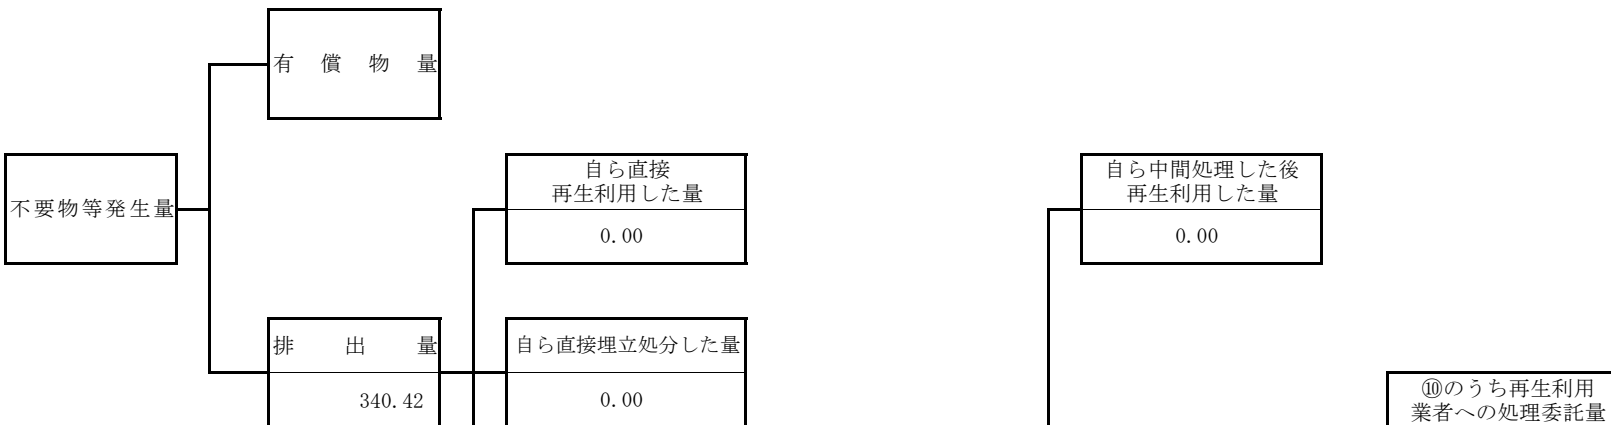 有償物量
不要物等発生量
自ら直接
再生利用した量
0.00
自ら中間処理した後
再生利用した量
0.00
排出量
340.42
自ら直接埋立処分した量
0.00
⑩のうち再生利用
業者への処理委託量